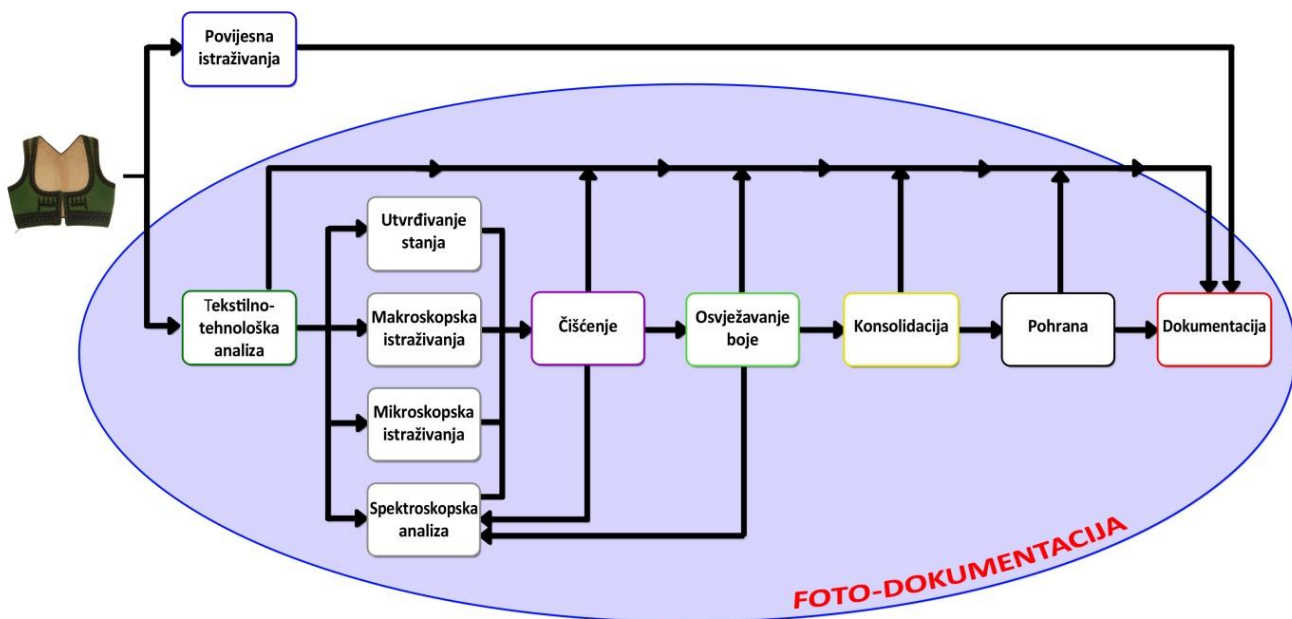 Povijesna
istraživanja
Utvrđivanje
stanja
Tekstilno-
tehnološka
analiza
Makroskopska
istraživanja
Čišćenje
Osvježavanje
boje
Konsolidacija
Pohrana
Dokumentacija
Mikroskopska
istraživanja
Spektroskopska
analiza
FOTO-DOKUMENTACIJA